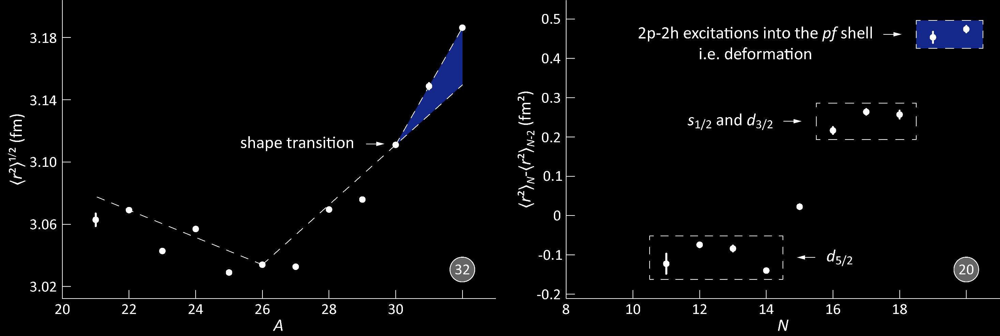 3.18
3.14
3.10
3.06
3.02
⟨r²⟩¹ᐟ² (fm)
shape transition
32
20 22 24 26 28 30
A
0.5
0.4
0.3
0.2
0.1
0
-0.1
-0.2
⟨r²⟩N-⟨r²⟩N-2 (fm²)
2p-2h excitations into the pf shell
i.e. deformation
s1/2 and d3/2
d5/2
20
8 10 12 14 16 18
N